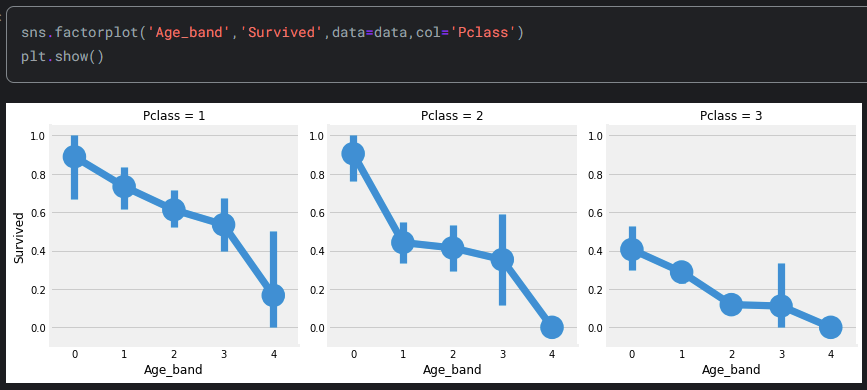 sns.factorplot('Age_band','Survived',data=data,col='Pclass')
plt.show()
Pclass = 1
Pclass = 2
Pclass = 3
Survived
1.0
0.8
0.6
0.4
0.2
0.0
1.0
0.8
0.6
0.4
0.2
0.0
1.0
0.8
0.6
0.4
0.2
0.0
0 1 2 3 4
0 1 2 3 4
0 1 2 3 4
Age_band
Age_band
Age_band